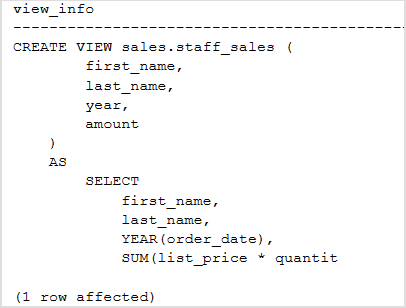 view_info
--------------------------------------------------
CREATE VIEW sales.staff_sales (
first_name,
last_name,
year,
amount
)
AS
SELECT
first_name,
last_name,
YEAR(order_date),
SUM(list_price * quantit
(1 row affected)